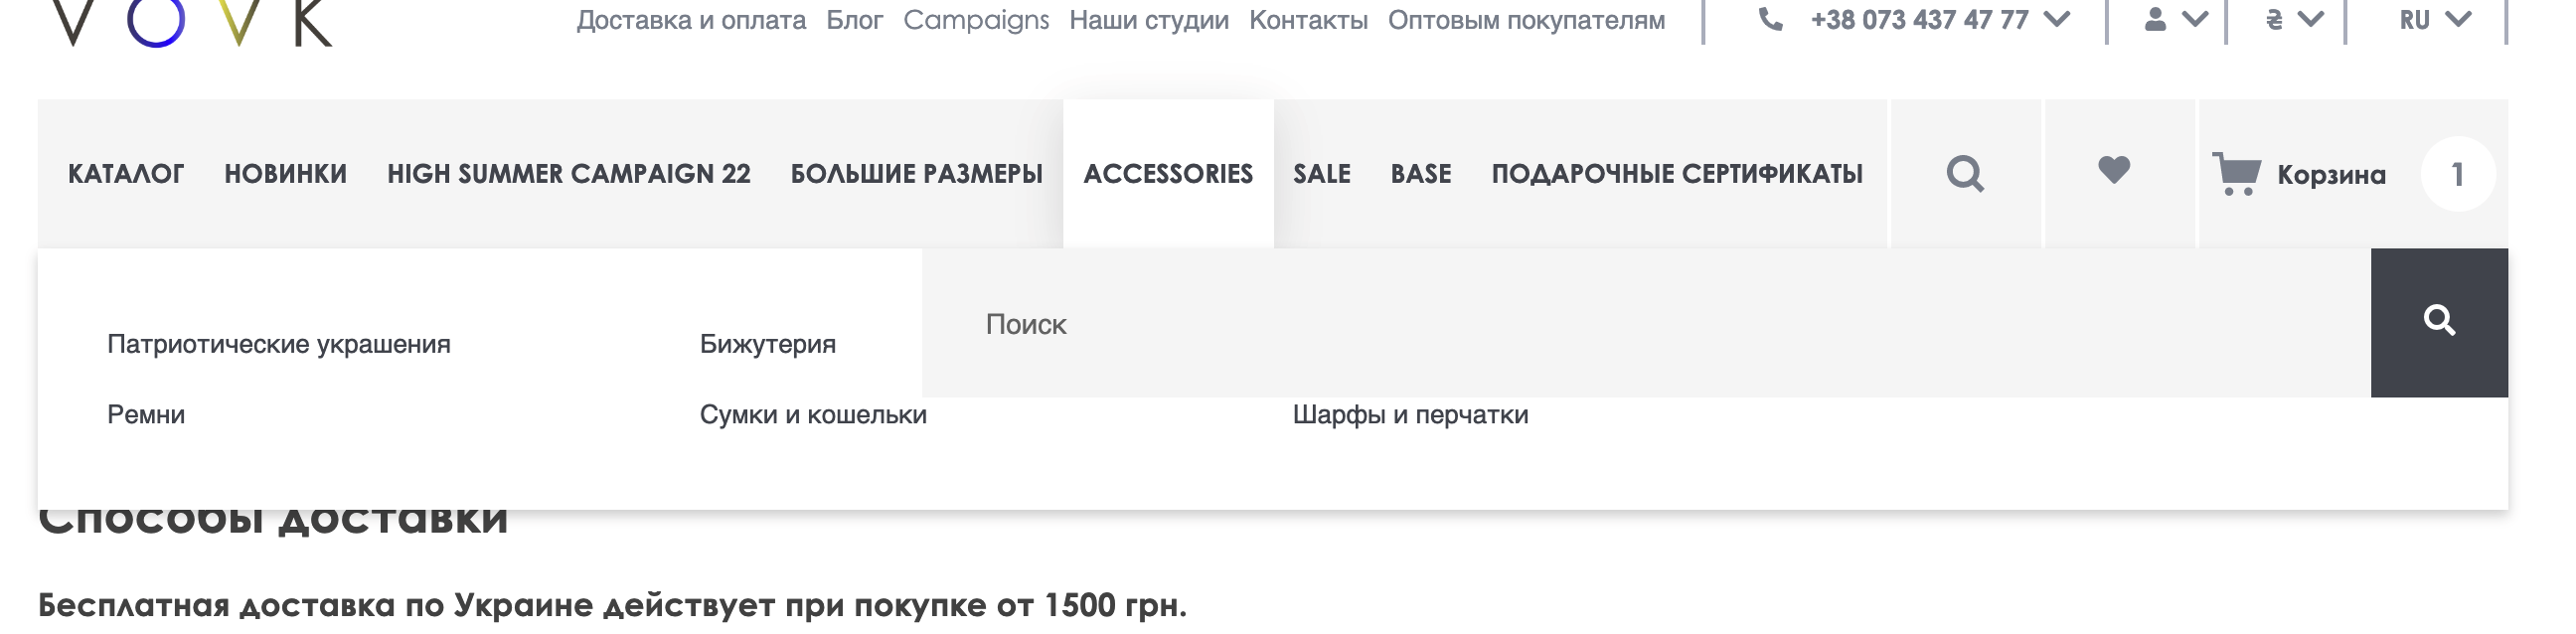 VOVK
Доставка и оплата Блог Campaigns Наши студии Контакты Оптовым покупателям +38 073 437 47 77 ₴ RU
КАТАЛОГ НОВИНКИ HIGH SUMMER CAMPAIGN 22 БОЛЬШИЕ РАЗМЕРЫ ACCESSORIES SALE BASE ПОДАРОЧНЫЕ СЕРТИФИКАТЫ Корзина 1
Поиск
Патриотические украшения Бижутерия
Ремни Сумки и кошельки Шарфы и перчатки
Способы доставки
Бесплатная доставка по Украине действует при покупке от 1500 грн.